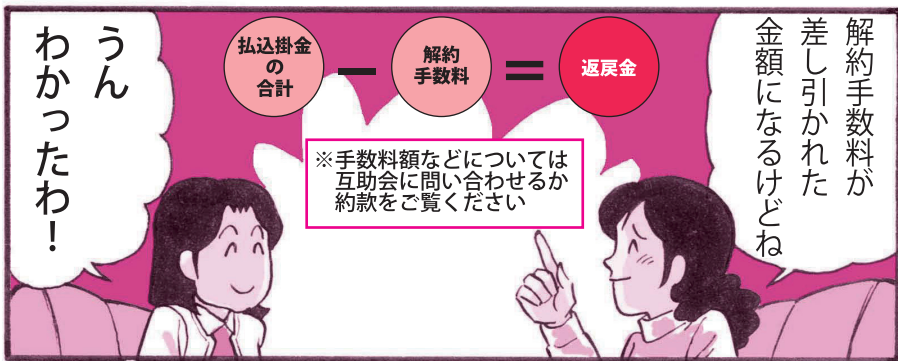 解約手数料が
差し引かれた
金額になるけどね
払込掛金
の
合計
ー
解約
手数料
＝
返戻金
※手数料額などについては
互助会に問い合わせるか
約款をご覧ください
うん
わかったわ！